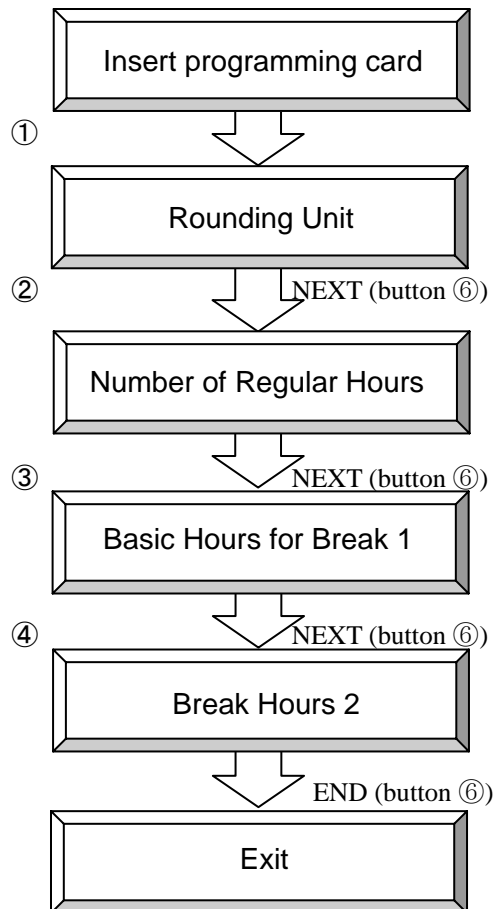 Insert programming card
①
Rounding Unit
② NEXT (button ⑥)
Number of Regular Hours
③ NEXT (button ⑥)
Basic Hours for Break 1
④ NEXT (button ⑥)
Break Hours 2
END (button ⑥)
Exit